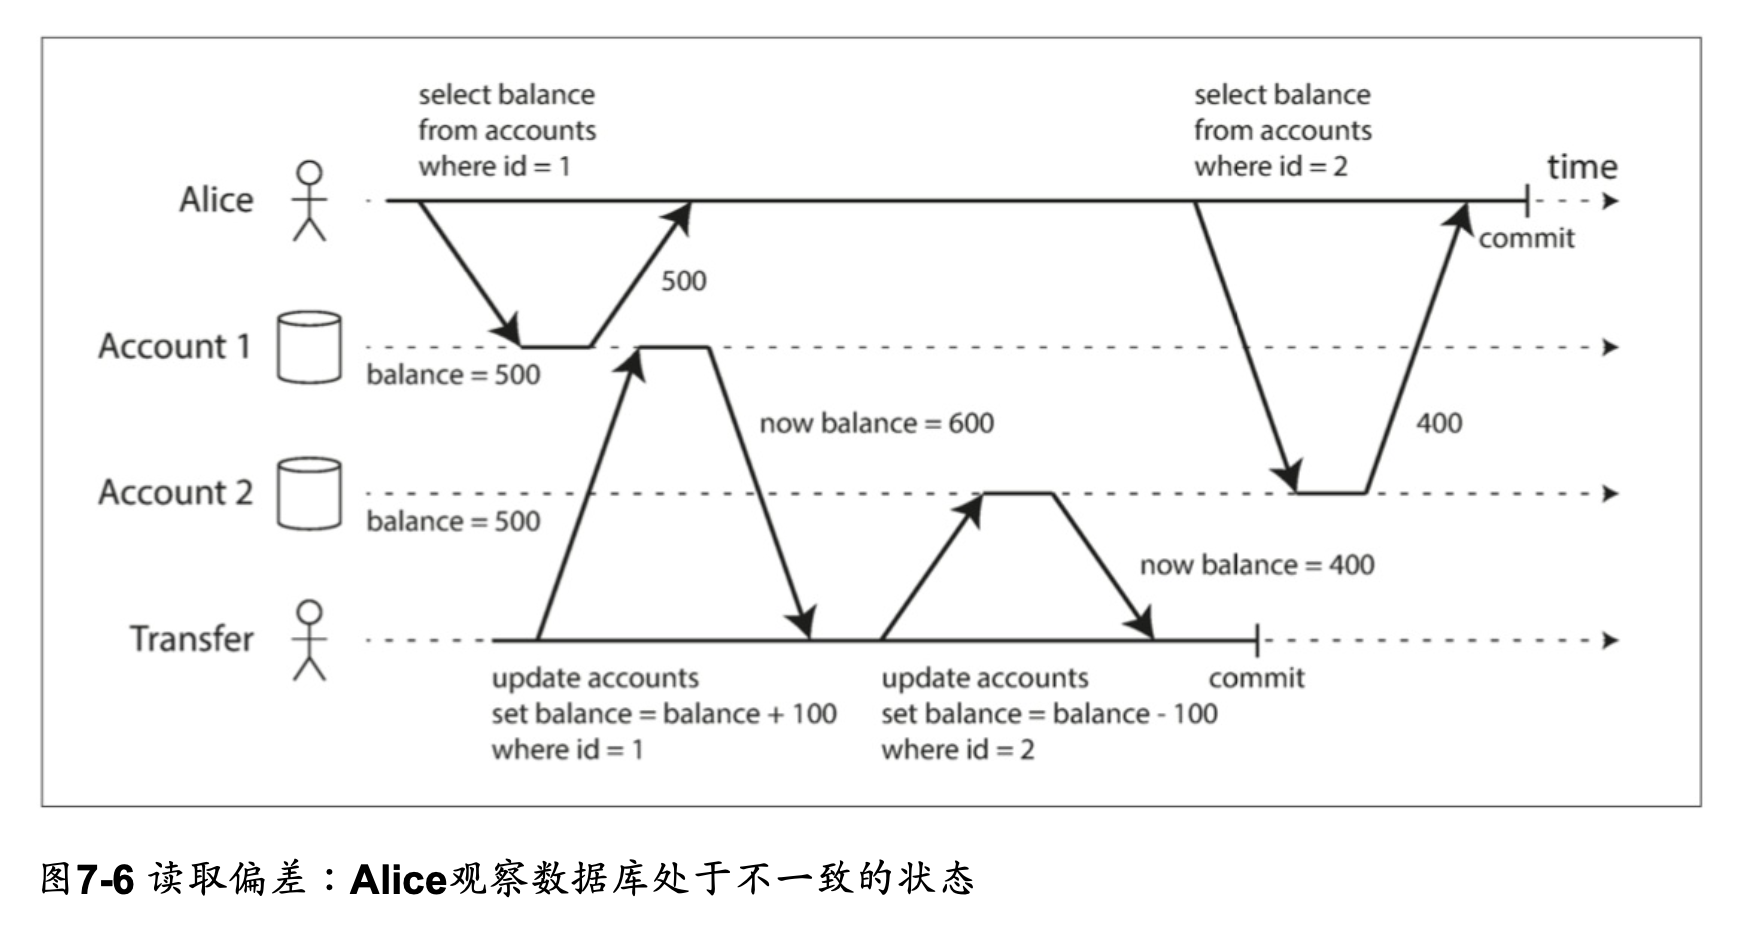 select balance
from accounts
where id = 1
select balance
from accounts
where id = 2
time
Alice
commit
500
Account 1
balance = 500
now balance = 600
400
Account 2
balance = 500
now balance = 400
Transfer
update accounts
set balance = balance + 100
where id = 1
update accounts
set balance = balance - 100
where id = 2
commit
图7-6 读取偏差：Alice观察数据库处于不一致的状态